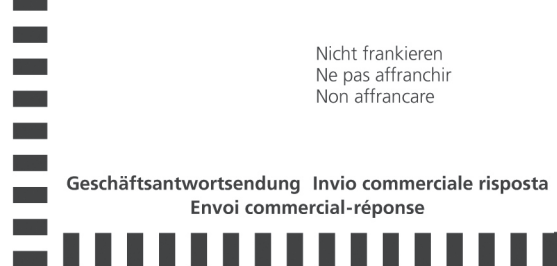 Nicht frankieren
Ne pas affranchir
Non affrancare
Geschäftsantwortsendung Invio commerciale risposta
Envoi commercial-réponse